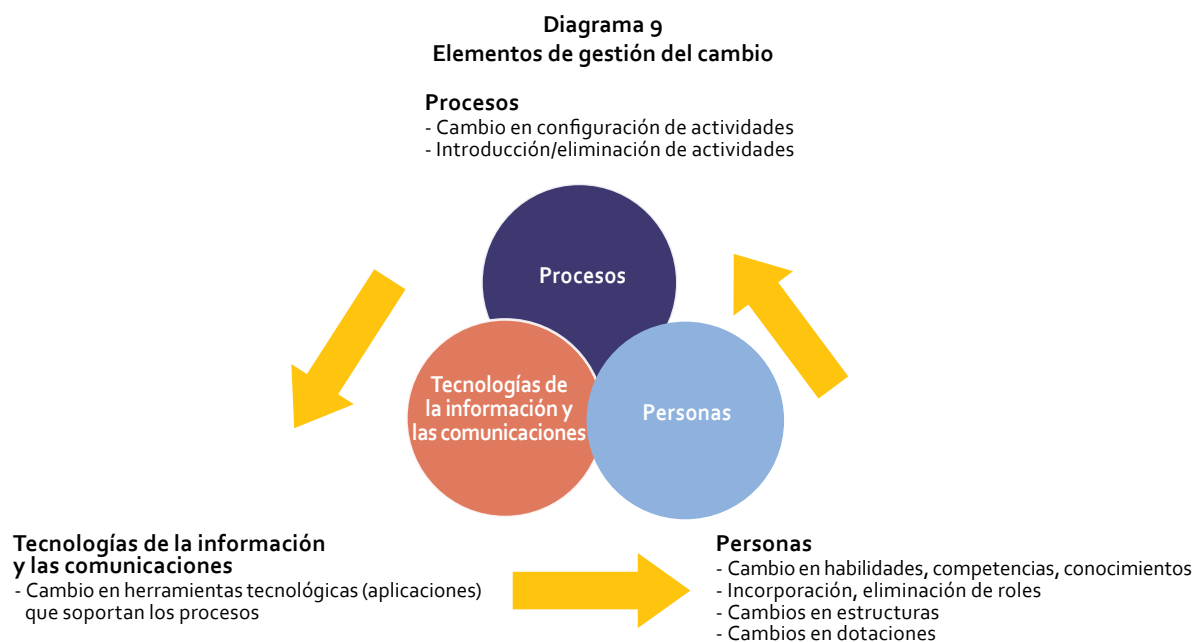 Diagrama 9
Elementos de gestión del cambio
Procesos
- Cambio en configuración de actividades
- Introducción/eliminación de actividades
Procesos
Tecnologías de
la información y
las comunicaciones
Personas
Tecnologías de la información
y las comunicaciones
- Cambio en herramientas tecnológicas (aplicaciones)
que soportan los procesos
Personas
- Cambio en habilidades, competencias, conocimientos
- Incorporación, eliminación de roles
- Cambios en estructuras
- Cambios en dotaciones